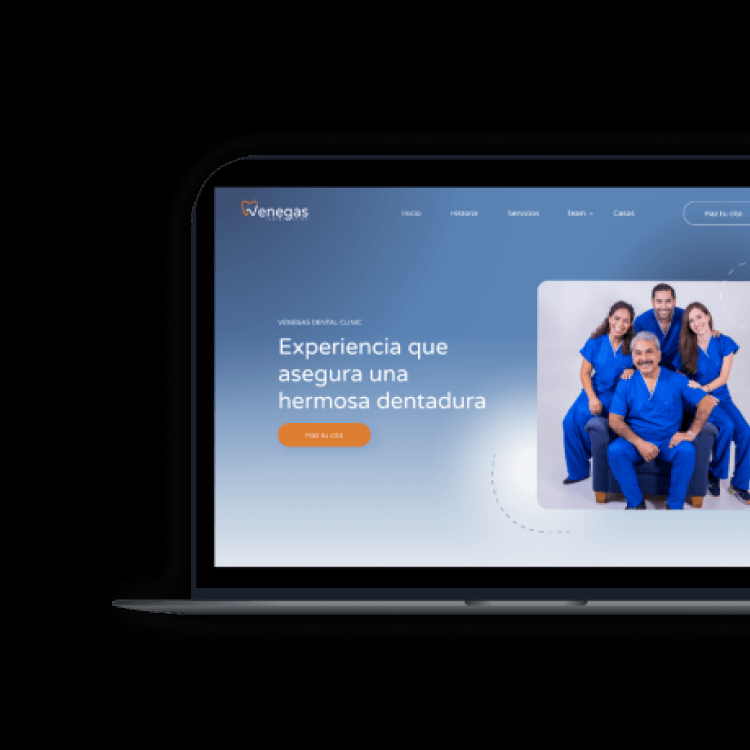 Venegas
Inicio
Historia
Servicios
Team
Casos
Haz tu cita
VENEGAS DENTAL CLINIC
Experiencia que
asegura una
hermosa dentadura
Haz tu cita